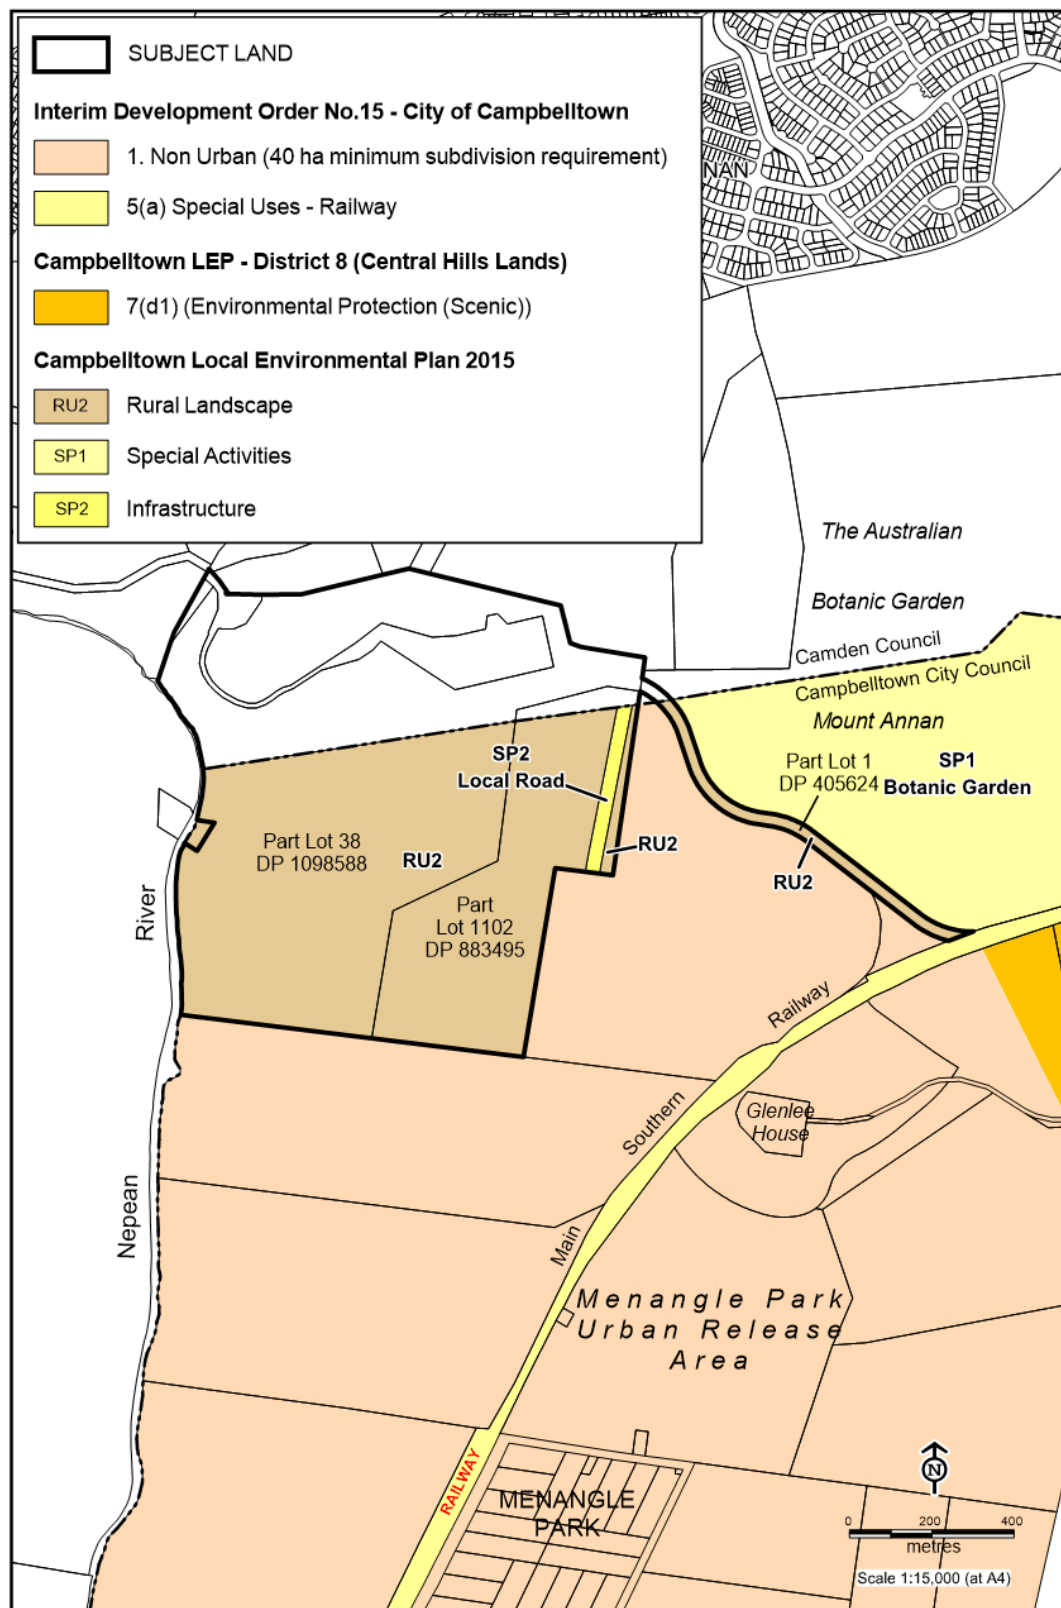 SUBJECT LAND
Interim Development Order No.15 - City of Campbelltown
1. Non Urban (40 ha minimum subdivision requirement)
5(a) Special Uses - Railway
Campbelltown LEP - District 8 (Central Hills Lands)
7(d1) (Environmental Protection (Scenic))
Campbelltown Local Environmental Plan 2015
RU2 Rural Landscape
SP1 Special Activities
SP2 Infrastructure
NAN
The Australian
Botanic Garden
Camden Council
Campbelltown City Council
Mount Annan
SP2
Local Road
Part Lot 1
DP 405624
SP1
Botanic Garden
Part Lot 38
DP 1098588
RU2
RU2
RU2
Part
Lot 1102
DP 883495
River
Nepean
Railway
Southern
Main
Glenlee
House
Menangle Park
Urban Release
Area
RAILWAY
MENANGLE
PARK
N
0 200 400
metres
Scale 1:15,000 (at A4)